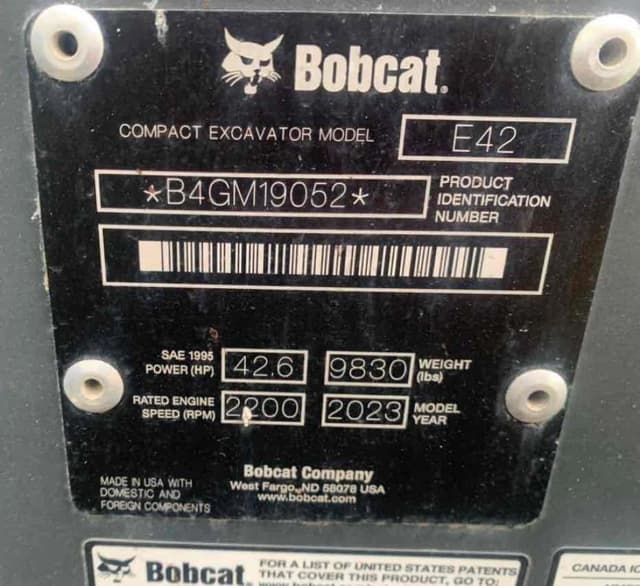 Bobcat®
COMPACT EXCAVATOR MODEL E42
*B4GM19052*
PRODUCT
IDENTIFICATION
NUMBER
SAE 1995
POWER (HP) 42.6
9830 WEIGHT
(lbs)
RATED ENGINE
SPEED (RPM) 2200
2023 MODEL
YEAR
MADE IN USA WITH
DOMESTIC AND
FOREIGN COMPONENTS
Bobcat Company
West Fargo, ND 58078 USA
www.bobcat.com
Bobcat
FOR A LIST OF UNITED STATES PATENTS
THAT COVER THIS PRODUCT, GO TO:
CANADA